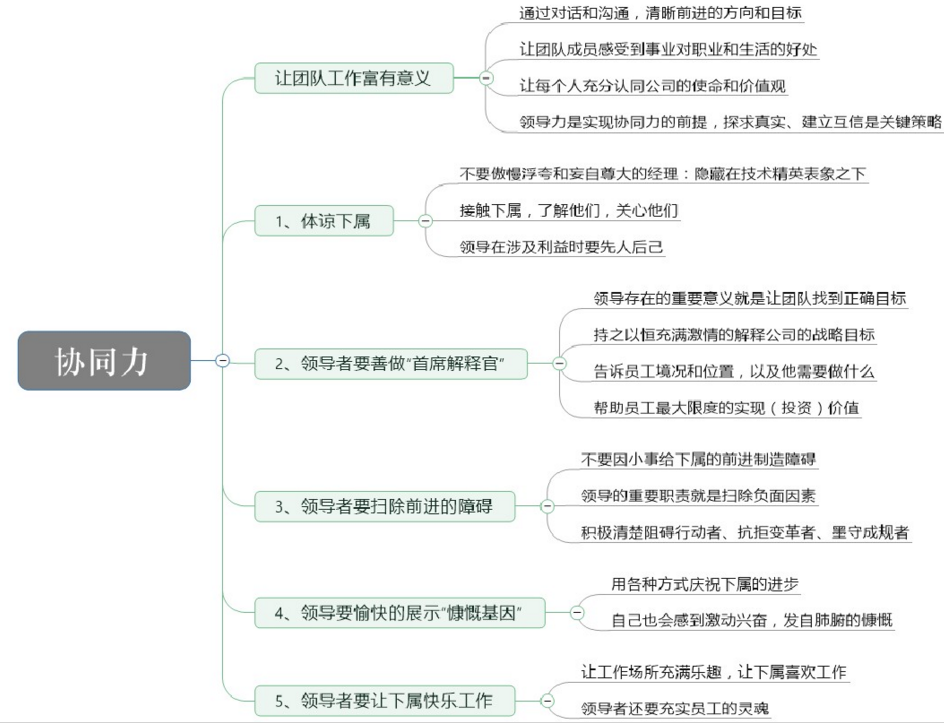 协同力
让团队工作富有意义
通过对话和沟通，清晰前进的方向和目标
让团队成员感受到事业对职业和生活的好处
让每个人充分认同公司的使命和价值观
领导力是实现协同力的前提，探求真实、建立互信是关键策略
1、体谅下属
不要傲慢浮夸和妄自尊大的经理：隐藏在技术精英表象之下
接触下属，了解他们，关心他们
领导在涉及利益时要先人后己
2、领导者要善做“首席解释官”
领导存在的重要意义就是让团队找到正确目标
持之以恒充满激情的解释公司的战略目标
告诉员工境况和位置，以及他需要做什么
帮助员工最大限度的实现（投资）价值
3、领导者要扫除前进的障碍
不要因小事给下属的前进制造障碍
领导的重要职责就是扫除负面因素
积极清楚阻碍行动者、抗拒变革者、墨守成规者
4、领导要愉快的展示“慷慨基因”
用各种方式庆祝下属的进步
自己也会感到激动兴奋，发自肺腑的慷慨
5、领导者要让下属快乐工作
让工作场所充满乐趣，让下属喜欢工作
领导者还要充实员工的灵魂